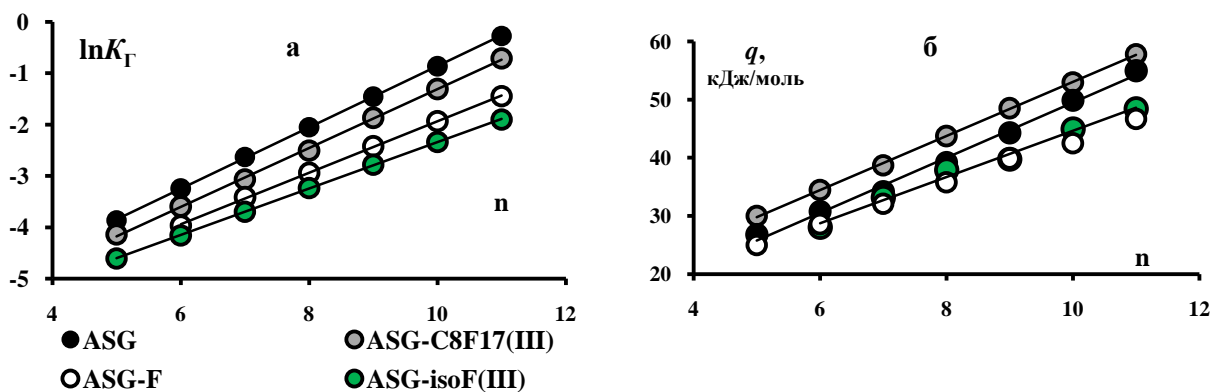 0
-1
-2
-3
-4
-5
4 6 8 10 12
lnKГ
а
n
60
50
40
30
20
4 6 8 10 12
q,
кДж/моль
б
n
ASG
ASG-C8F17(III)
ASG-F
ASG-isoF(III)